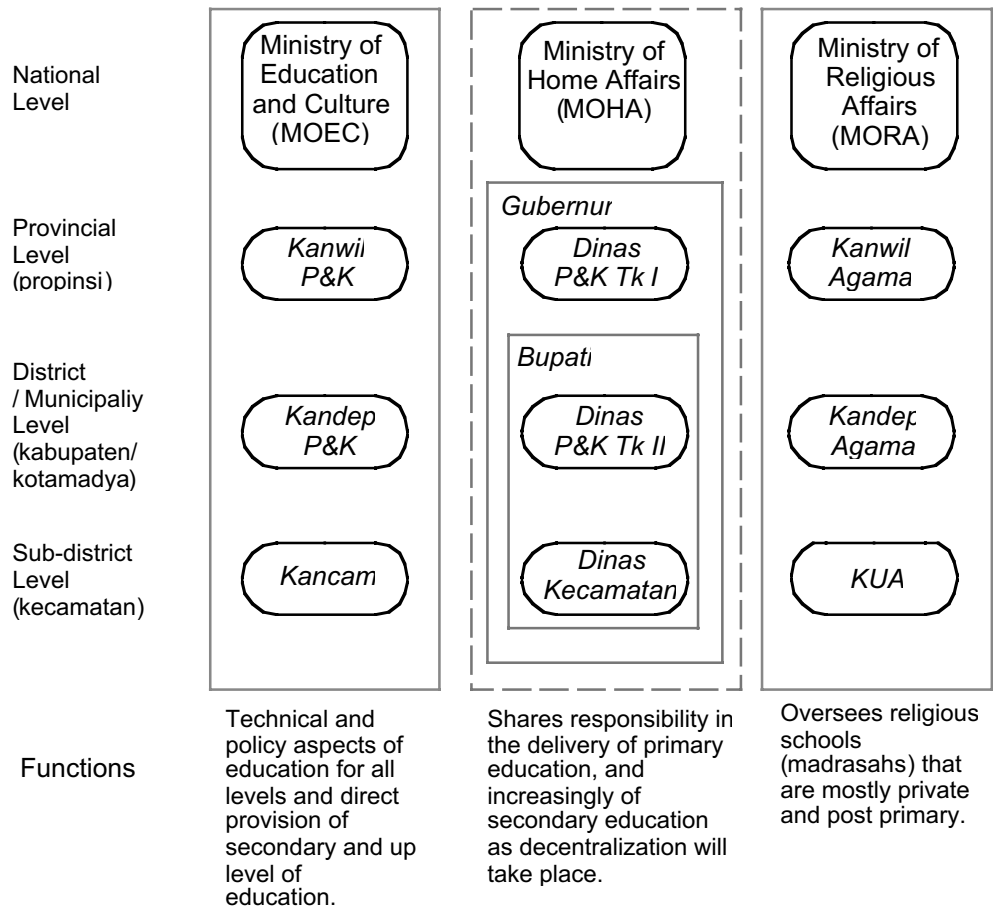 National
Level
Ministry of
Education
and Culture
(MOEC)
Ministry of
Home Affairs
(MOHA)
Ministry of
Religious
Affairs
(MORA)
Provincial
Level
(propinsi)
Kanwil
P&K
Gubernur
Dinas
P&K Tk I
Kanwil
Agama
District
/ Municipaliy
Level
(kabupaten/
kotamadya)
Kandep
P&K
Bupati
Dinas
P&K Tk II
Kandep
Agama
Sub-district
Level
(kecamatan)
Kancam
Dinas
Kecamatan
KUA
Functions
Technical and
policy aspects of
education for all
levels and direct
provision of
secondary and up
level of
education.
Shares responsibility in
the delivery of primary
education, and
increasingly of
secondary education
as decentralization will
take place.
Oversees religious
schools
(madrasahs) that
are mostly private
and post primary.